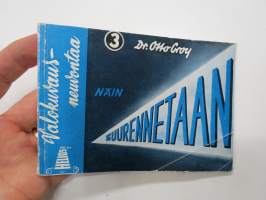 Valokuvaus-
neuvontaa
3
Dr. Otto Croy
NÄIN
SUURENNETAAN